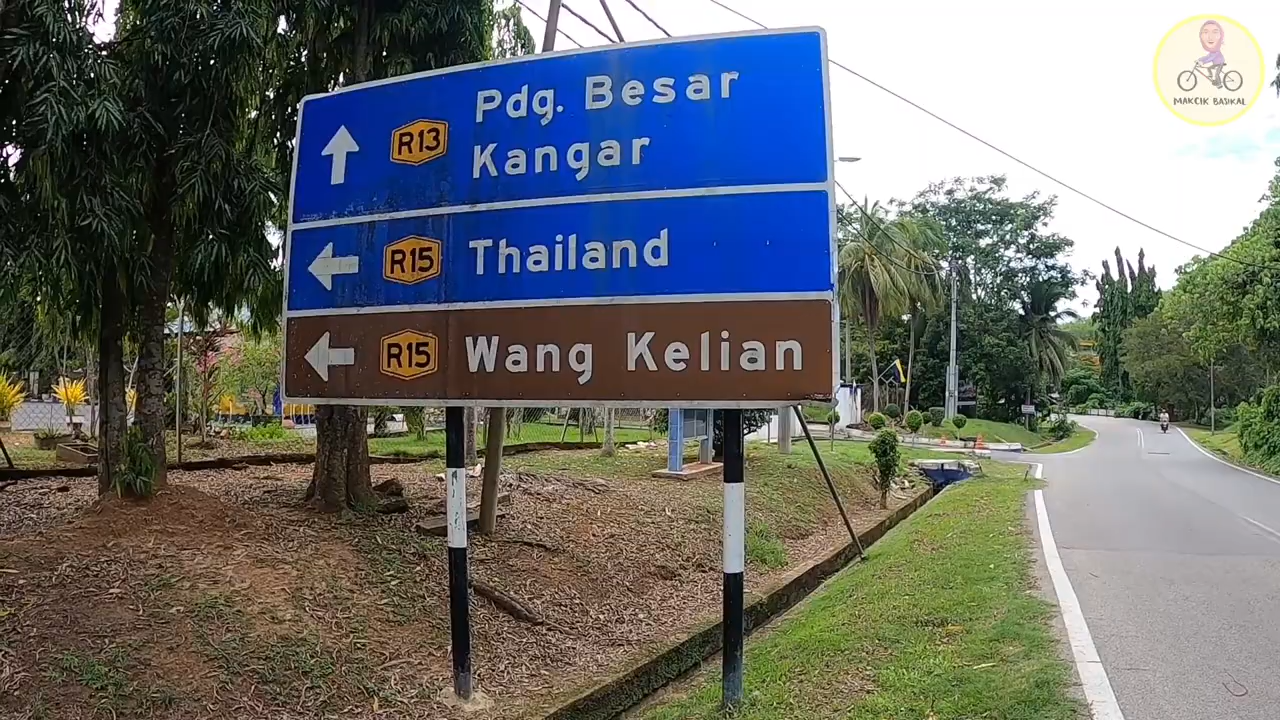 R13
Pdg. Besar
Kangar
R15
Thailand
R15
Wang Kelian
MAKCIK BASIKAL